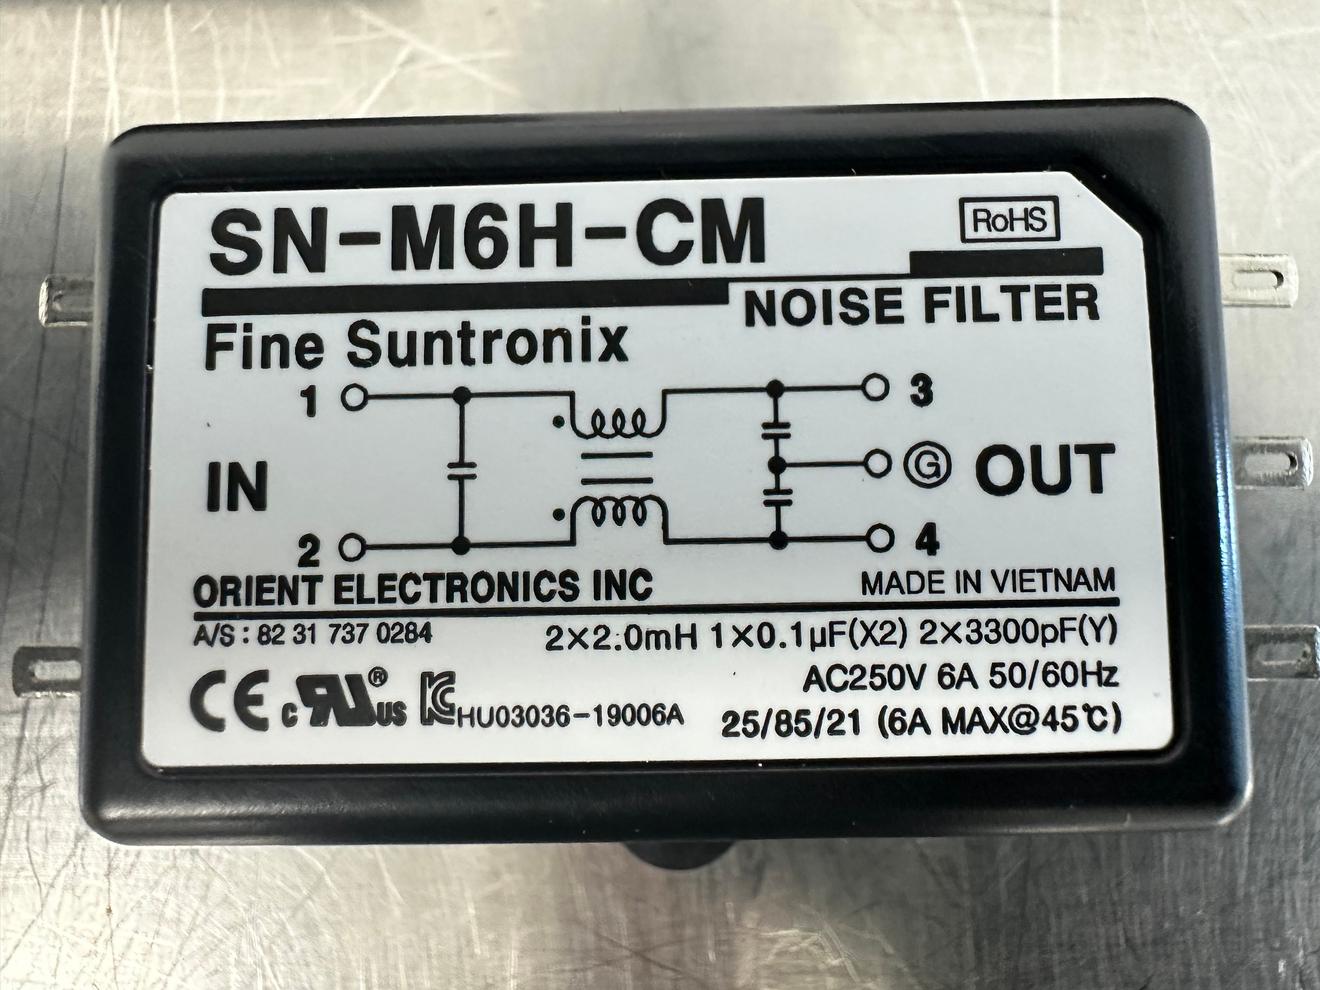 SN-M6H-CM
RoHS
NOISE FILTER
Fine Suntronix
1
3
IN
G OUT
2
4
ORIENT ELECTRONICS INC
MADE IN VIETNAM
A/S : 82 31 737 0284
2×2.0mH 1×0.1µF(X2) 2×3300pF(Y)
AC250V 6A 50/60Hz
CE c RU ® US KC HU03036-19006A
25/85/21 (6A MAX@45℃)